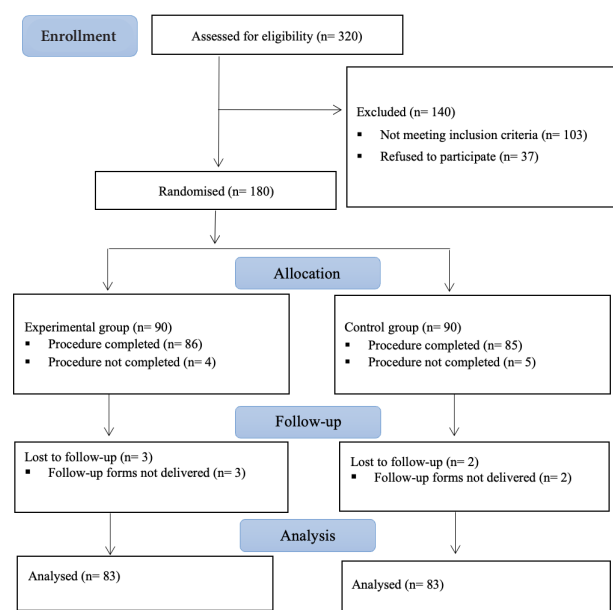 Enrollment
Assessed for eligibility (n= 320)
Excluded (n= 140)
▪ Not meeting inclusion criteria (n= 103)
▪ Refused to participate (n= 37)
Randomised (n= 180)
Allocation
Experimental group (n= 90)
▪ Procedure completed (n= 86)
▪ Procedure not completed (n= 4)
Control group (n= 90)
▪ Procedure completed (n= 85)
▪ Procedure not completed (n= 5)
Follow-up
Lost to follow-up (n= 3)
▪ Follow-up forms not delivered (n= 3)
Lost to follow-up (n= 2)
▪ Follow-up forms not delivered (n= 2)
Analysis
Analysed (n= 83)
Analysed (n= 83)